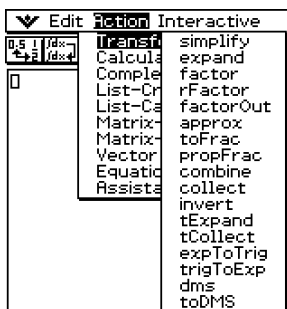 Edit Action Interactive
Transf
Calcula
Comple
List-Cr
List-Ca
Matrix-
Matrix-
Vector
Equatio
Assista
simplify
expand
factor
rFactor
factorOut
approx
toFrac
propFrac
combine
collect
invert
tExpand
tCollect
expToTrig
trigToExp
dms
toDMS